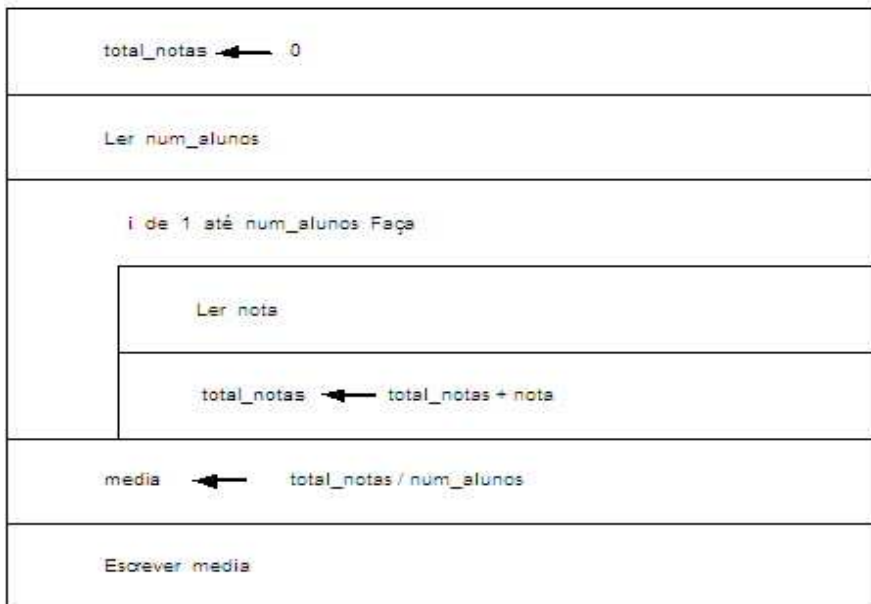 total_notas ← 0
Ler num_alunos
i de 1 até num_alunos Faça
Ler nota
total_notas ← total_notas + nota
media ← total_notas / num_alunos
Escrever media